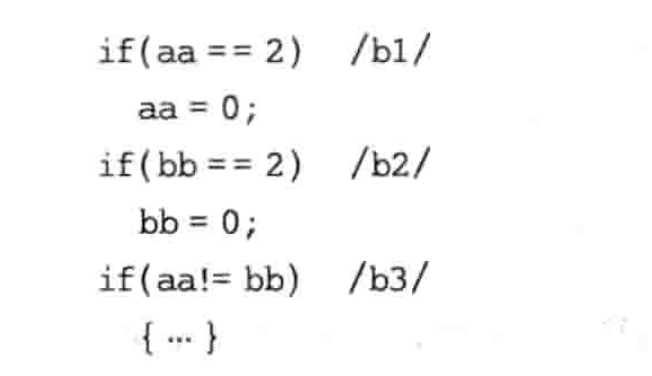 if(aa == 2) /b1/
aa = 0;
if(bb == 2) /b2/
bb = 0;
if(aa!= bb) /b3/
{ … }